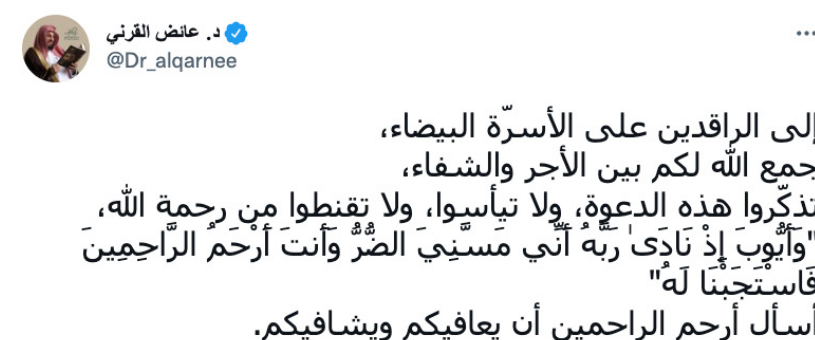 د. عائض القرني
@Dr_alqarnee
إلى الراقدين على الأسرّة البيضاء،
جمع الله لكم بين الأجر والشفاء،
تذكّروا هذه الدعوة، ولا تيأسوا، ولا تقنطوا من رحمة الله،
"وَأَيُّوبَ إِذْ نَادَىٰ رَبَّهُ أَنِّي مَسَّنِيَ الضُّرُّ وَأَنتَ أَرْحَمُ الرَّاحِمِينَ
فَاسْتَجَبْنَا لَهُ"
أسأل أرحم الراحمين أن يعافيكم ويشافيكم.